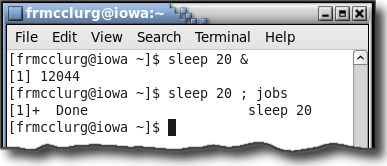 frmcclurg@iowa:~
File Edit View Search Terminal Help
[frmcclurg@iowa ~]$ sleep 20 &
[1] 12044
[frmcclurg@iowa ~]$ sleep 20 ; jobs
[1]+  Done                    sleep 20
[frmcclurg@iowa ~]$